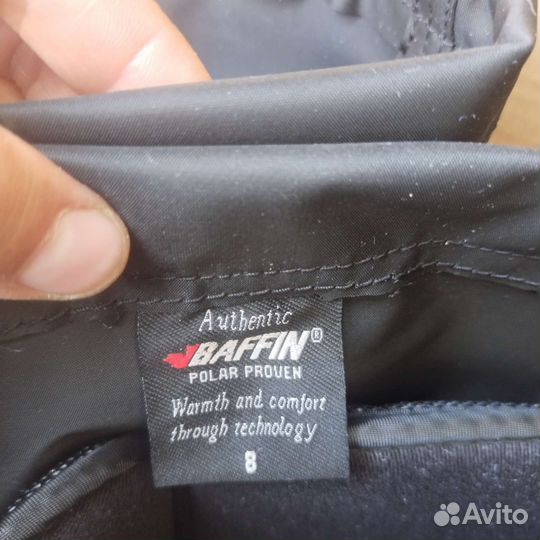 Authentic
BAFFIN®
POLAR PROVEN
Warmth and comfort
through technology
8
Avito